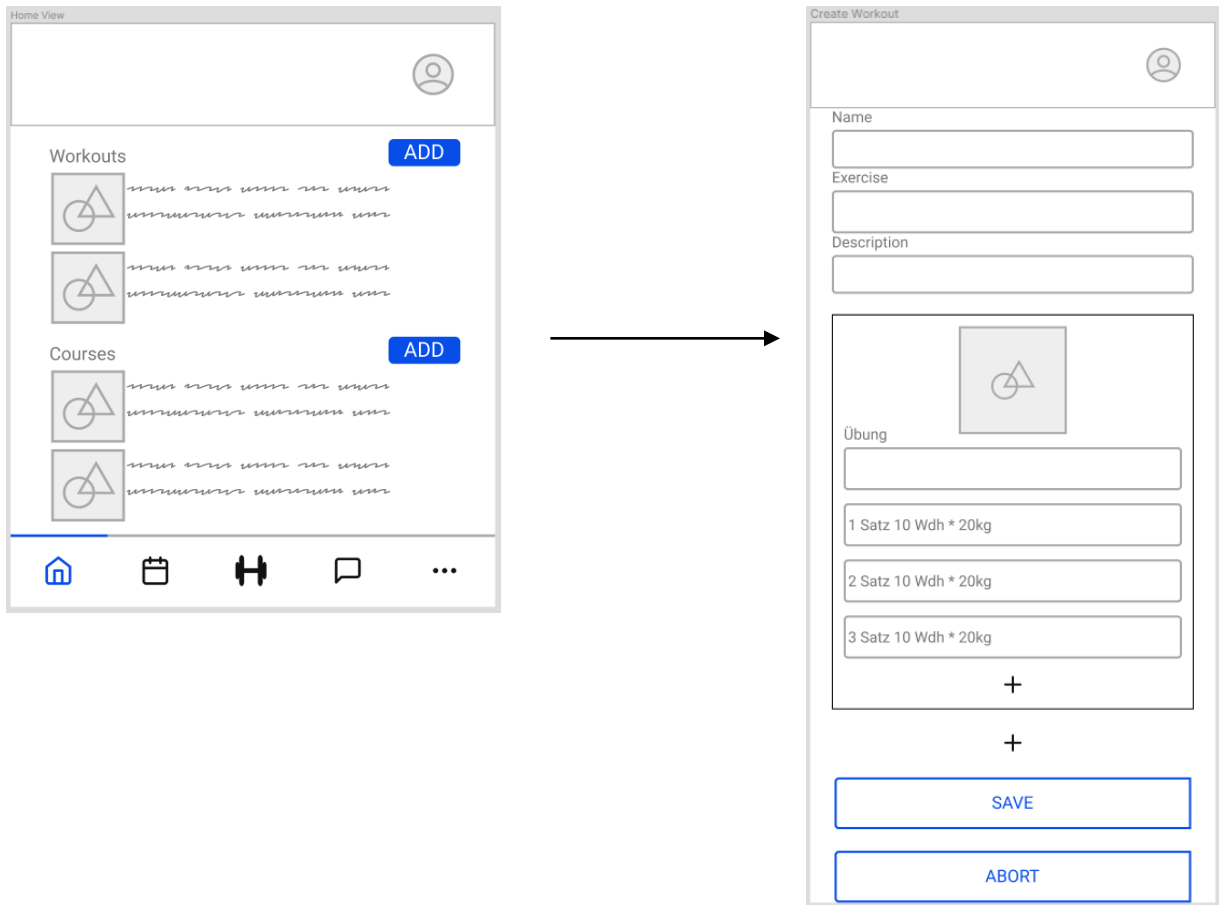 Home View
Workouts
ADD
Courses
ADD
Create Workout
Name
Exercise
Description
Übung
1 Satz 10 Wdh * 20kg
2 Satz 10 Wdh * 20kg
3 Satz 10 Wdh * 20kg
+
+
SAVE
ABORT